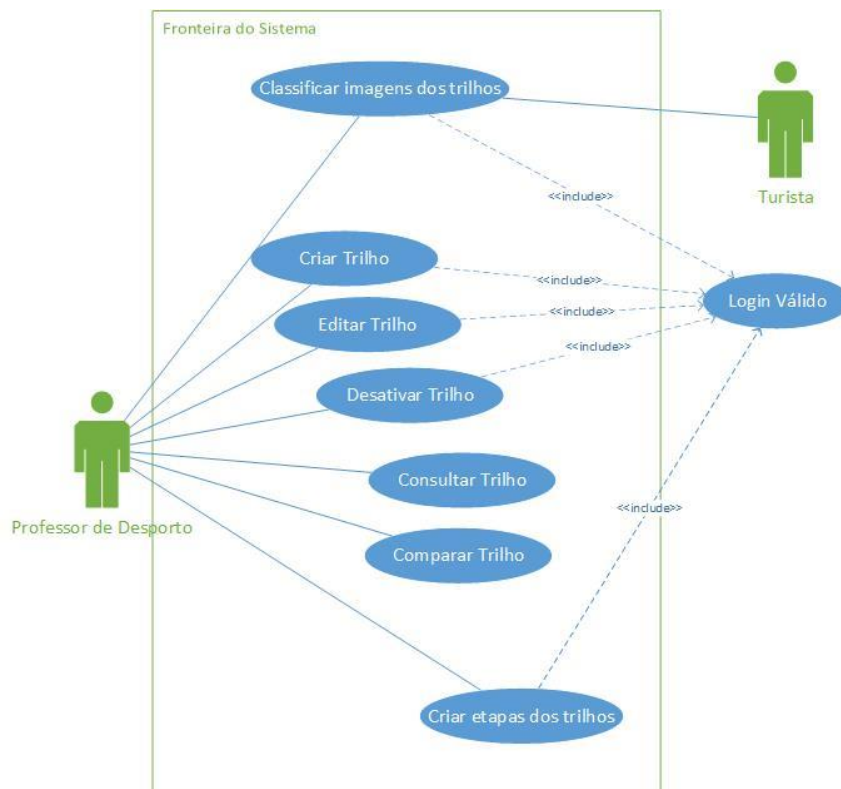 Fronteira do Sistema
Classificar imagens dos trilhos
Turista
<<include>>
Criar Trilho
<<include>>
Login Válido
Editar Trilho
<<include>>
<<include>>
Desativar Trilho
Consultar Trilho
<<include>>
Professor de Desporto
Comparar Trilho
Criar etapas dos trilhos